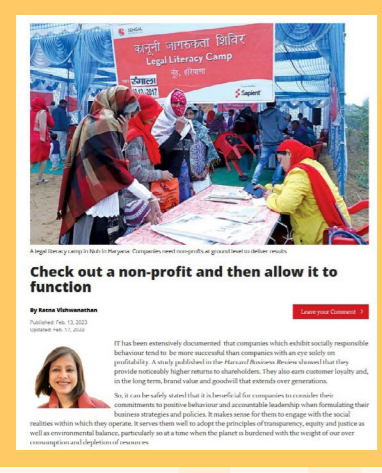 SEHGAL
कानूनी जागरूकता शिविर
Legal Literacy Camp
नूंह, हरियाणा
रंगाला
12-2017
Sapient
A legal literacy camp in Nuh in Haryana. Companies need non-profits at ground level to deliver results
Check out a non-profit and then allow it to
function
By Ratna Vishwanathan
Leave your Comment >
Published: Feb. 13, 2023
Updated: Feb. 17, 2023
IT has been extensively documented that companies which exhibit socially responsible
behaviour tend to be more successful than companies with an eye solely on
profitability. A study published in the Harvard Business Review showed that they
provide noticeably higher returns to shareholders. They also earn customer loyalty and,
in the long term, brand value and goodwill that extends over generations.
So, it can be safely stated that it is beneficial for companies to consider their
commitments to positive behaviour and accountable leadership when formulating their
business strategies and policies. It makes sense for them to engage with the social
realities within which they operate. It serves them well to adopt the principles of transparency, equity and justice as
well as environmental balance, particularly so at a time when the planet is burdened with the weight of our over
consumption and depletion of resources